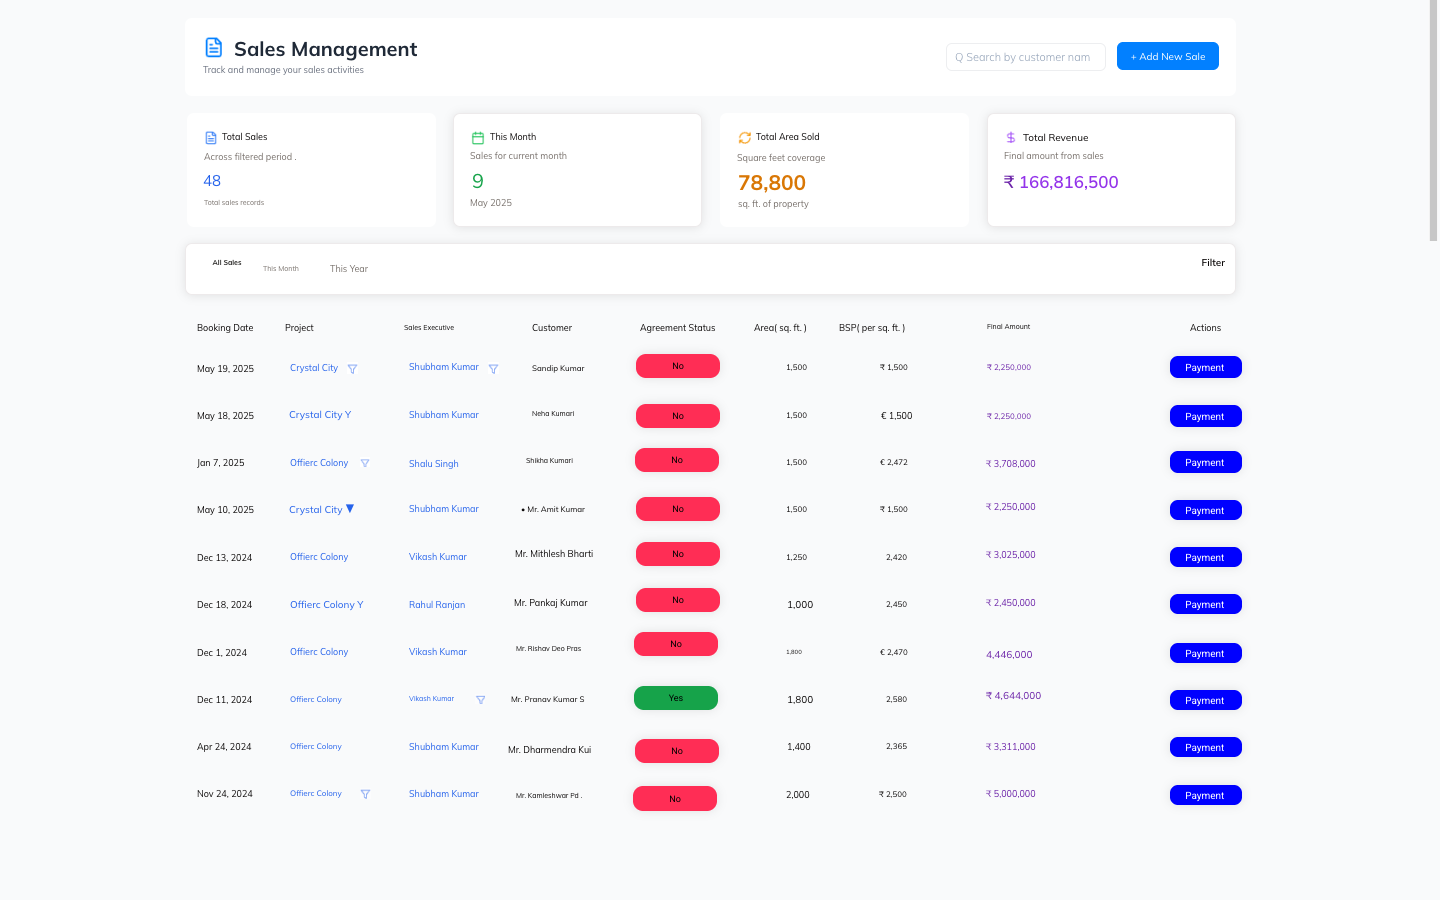 Sales Management
Track and manage your sales activities
Q Search by customer nam
+ Add New Sale
Total Sales
Across filtered period .
48
Total sales records
This Month
Sales for current month
9
May 2025
Total Area Sold
Square feet coverage
78,800
sq. ft. of property
Total Revenue
Final amount from sales
₹ 166,816,500
All Sales This Month This Year Filter
Booking Date Project Sales Executive Customer Agreement Status Area( sq. ft. ) BSP( per sq. ft. ) Final Amount Actions
May 19, 2025 Crystal City Shubham Kumar Sandip Kumar No 1,500 ₹ 1,500 ₹ 2,250,000 Payment
May 18, 2025 Crystal City Y Shubham Kumar Neha Kumari No 1,500 € 1,500 ₹ 2,250,000 Payment
Jan 7, 2025 Offierc Colony Shalu Singh Shikha Kumari No 1,500 € 2,472 ₹ 3,708,000 Payment
May 10, 2025 Crystal City ▼ Shubham Kumar • Mr. Amit Kumar No 1,500 ₹ 1,500 ₹ 2,250,000 Payment
Dec 13, 2024 Offierc Colony Vikash Kumar Mr. Mithlesh Bharti No 1,250 2,420 ₹ 3,025,000 Payment
Dec 18, 2024 Offierc Colony Y Rahul Ranjan Mr. Pankaj Kumar No 1,000 2,450 ₹ 2,450,000 Payment
Dec 1, 2024 Offierc Colony Vikash Kumar Mr. Rishav Deo Pras No 1,800 € 2,470 4,446,000 Payment
Dec 11, 2024 Offierc Colony Vikash Kumar Mr. Pranav Kumar S Yes 1,800 2,580 ₹ 4,644,000 Payment
Apr 24, 2024 Offierc Colony Shubham Kumar Mr. Dharmendra Kui No 1,400 2,365 ₹ 3,311,000 Payment
Nov 24, 2024 Offierc Colony Shubham Kumar Mr. Kamleshwar Pd . No 2,000 ₹ 2,500 ₹ 5,000,000 Payment